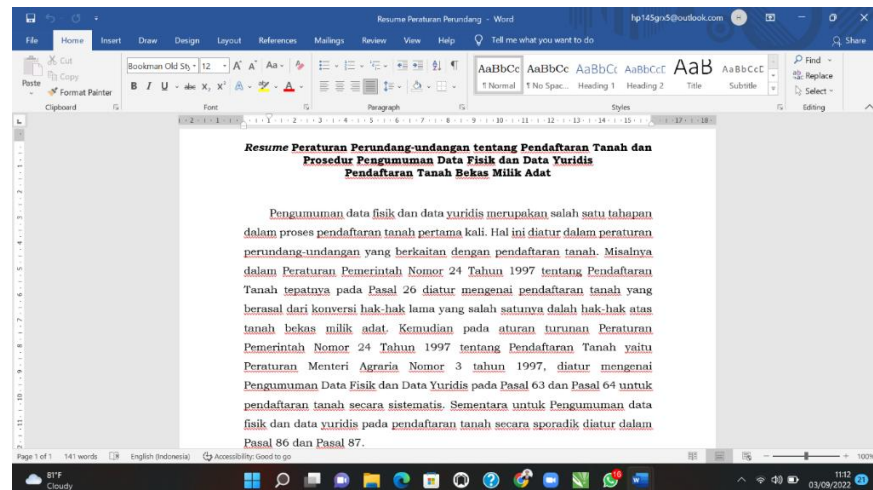 Resume Peraturan Perundang - Word
hp145grx5@outlook.com
File Home Insert Draw Design Layout References Mailings Review View Help Tell me what you want to do Share
Paste
Cut
Copy
Format Painter
Clipboard
Bookman Old Sty 12
Font
Paragraph
AaBbCc AaBbCc AaBbCc AaBbCcE AaB AaBbCcC
¶ Normal ¶ No Spac... Heading 1 Heading 2 Title Subtitle
Styles
Find
Replace
Select
Editing
Resume Peraturan Perundang-undangan tentang Pendaftaran Tanah dan
Prosedur Pengumuman Data Fisik dan Data Yuridis
Pendaftaran Tanah Bekas Milik Adat
Pengumuman data fisik dan data yuridis merupakan salah satu tahapan
dalam proses pendaftaran tanah pertama kali. Hal ini diatur dalam peraturan
perundang-undangan yang berkaitan dengan pendaftaran tanah. Misalnya
dalam Peraturan Pemerintah Nomor 24 Tahun 1997 tentang Pendaftaran
Tanah tepatnya pada Pasal 26 diatur mengenai pendaftaran tanah yang
berasal dari konversi hak-hak lama yang salah satunya dalah hak-hak atas
tanah bekas milik adat. Kemudian pada aturan turunan Peraturan
Pemerintah Nomor 24 Tahun 1997 tentang Pendaftaran Tanah yaitu
Peraturan Menteri Agraria Nomor 3 tahun 1997, diatur mengenai
Pengumuman Data Fisik dan Data Yuridis pada Pasal 63 dan Pasal 64 untuk
pendaftaran tanah secara sistematis. Sementara untuk Pengumuman data
fisik dan data yuridis pada pendaftaran tanah secara sporadik diatur dalam
Pasal 86 dan Pasal 87.
Page 1 of 1 141 words English (Indonesia) Accessibility: Good to go 100%
81°F
Cloudy
11:12
03/09/2022